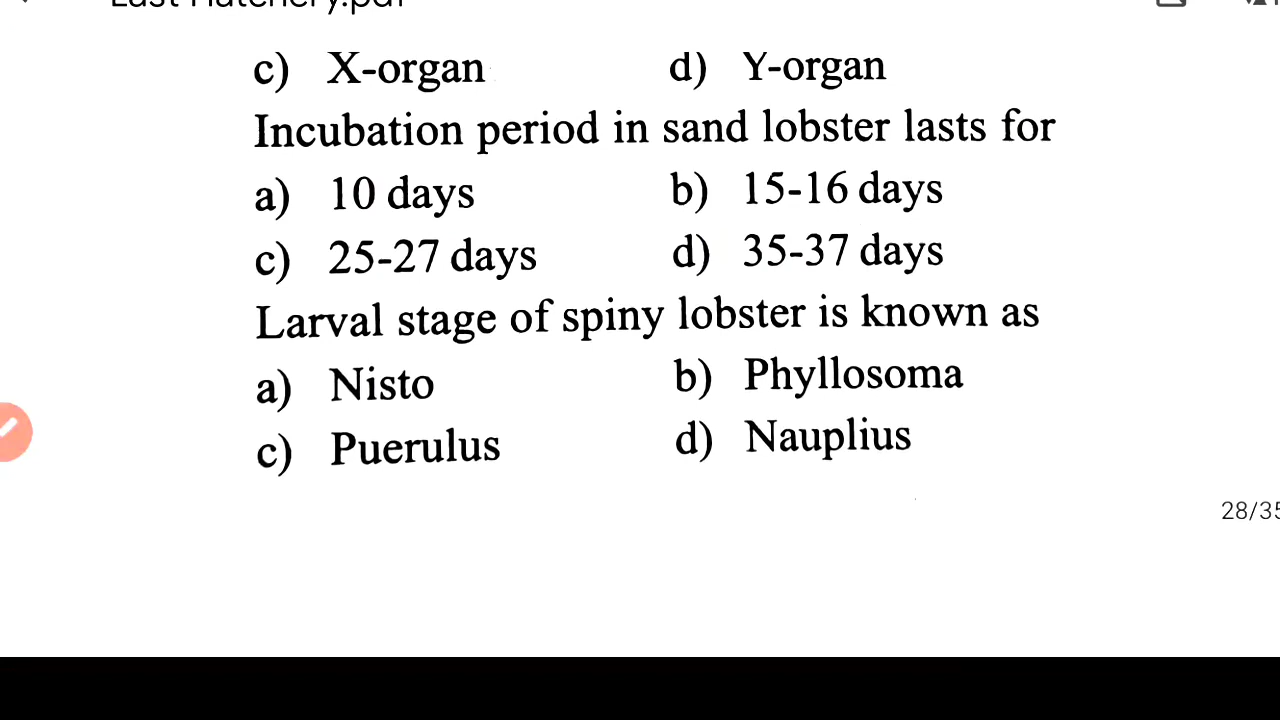 c) X-organ d) Y-organ
Incubation period in sand lobster lasts for
a) 10 days b) 15-16 days
c) 25-27 days d) 35-37 days
Larval stage of spiny lobster is known as
a) Nisto b) Phyllosoma
c) Puerulus d) Nauplius
28/35